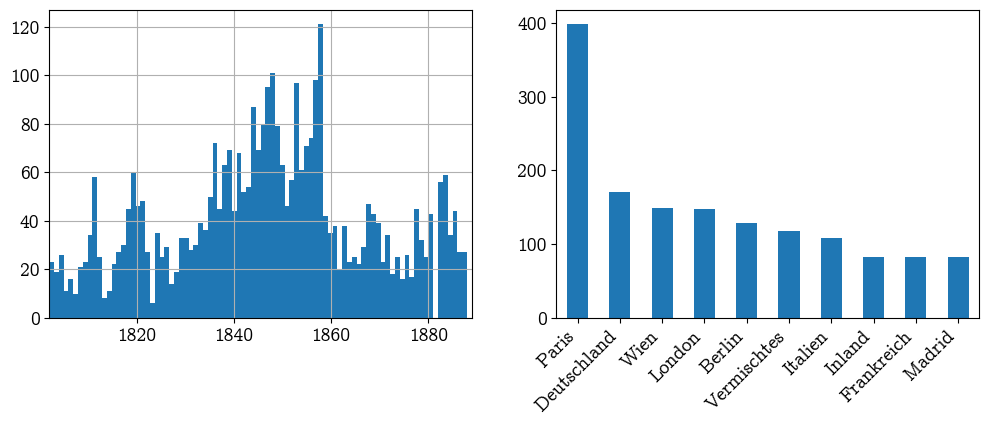 120
100
80
60
40
20
0
1820 1840 1860 1880
400
300
200
100
0
Paris
Deutschland
Wien
London
Berlin
Vermischtes
Italien
Inland
Frankreich
Madrid